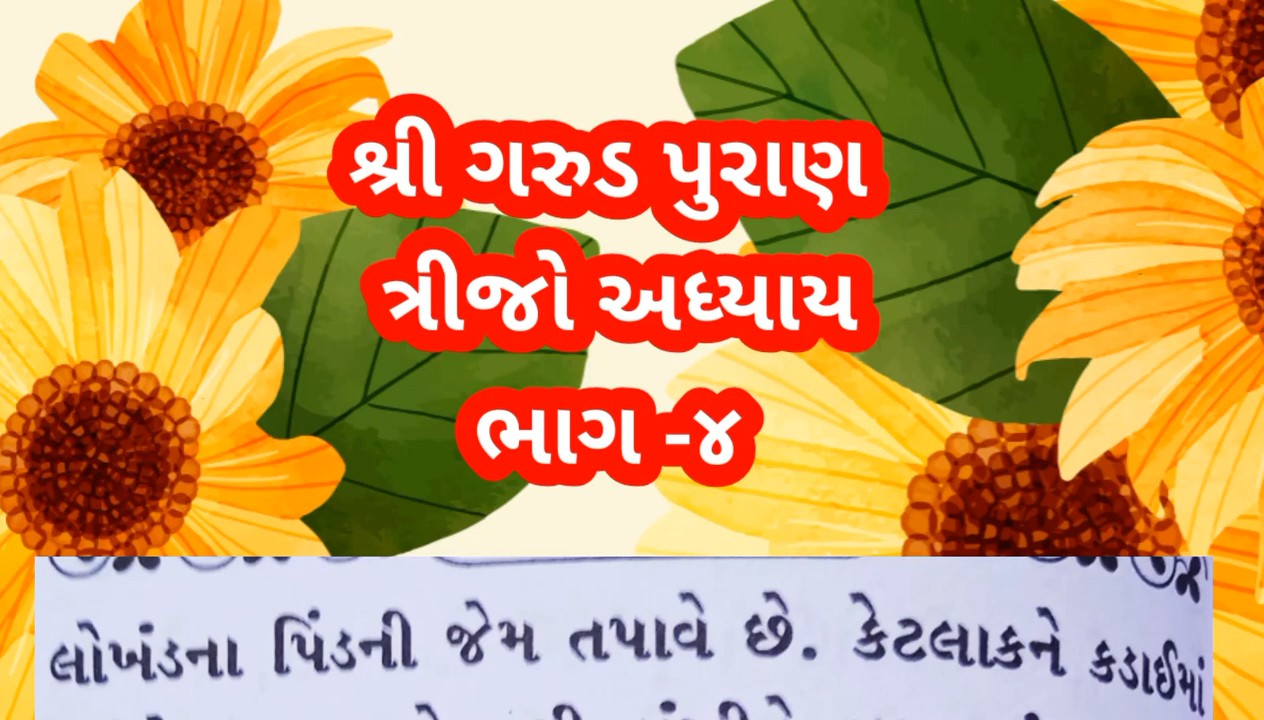 શ્રી ગરુડ પુરાણ
ત્રીજો અધ્યાય
ભાગ -૪
લોખંડના પિંડની જેમ તપાવે છે. કેટલાકને કડાઈમાં